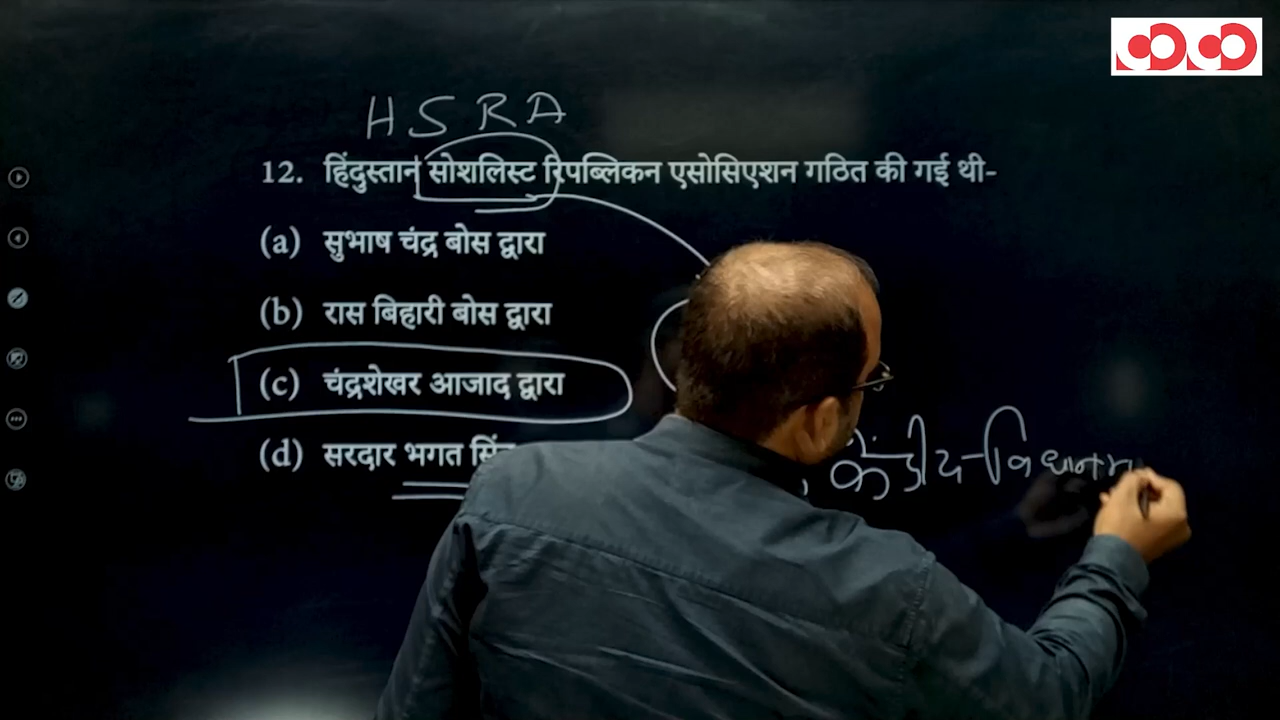 HSRA
12. हिंदुस्तान सोशलिस्ट रिपब्लिकन एसोसिएशन गठित की गई थी-
(a) सुभाष चंद्र बोस द्वारा
(b) रास बिहारी बोस द्वारा
(c) चंद्रशेखर आजाद द्वारा
(d) सरदार भगत
केंद्रीय